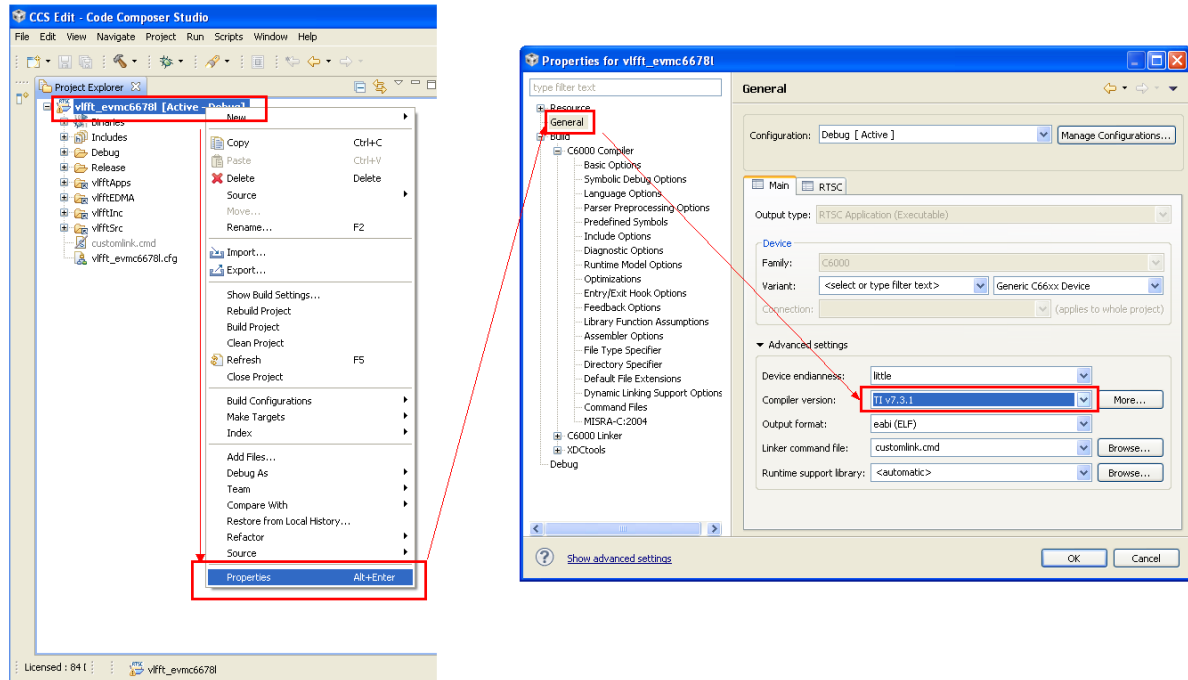 CCS Edit - Code Composer Studio
File Edit View Navigate Project Run Scripts Window Help
Project Explorer
vlfft_evmc6678l [Active - Debug]
Binaries
Includes
Debug
Release
vlfftApps
vlfftEDMA
vlfftInc
vlfftSrc
customlink.cmd
vlfft_evmc6678l.cfg
New
Copy Ctrl+C
Paste Ctrl+V
Delete Delete
Source
Move...
Rename... F2
Import...
Export...
Show Build Settings...
Rebuild Project
Build Project
Clean Project
Refresh F5
Close Project
Build Configurations
Make Targets
Index
Add Files...
Debug As
Team
Compare With
Restore from Local History...
Refactor
Source
Properties Alt+Enter
Licensed : 84
vlfft_evmc6678l
Properties for vlfft_evmc6678l
type filter text
Resource
General
Build
C6000 Compiler
Basic Options
Symbolic Debug Options
Language Options
Parser Preprocessing Options
Predefined Symbols
Include Options
Diagnostic Options
Runtime Model Options
Optimizations
Entry/Exit Hook Options
Feedback Options
Library Function Assumptions
Assembler Options
File Type Specifier
Directory Specifier
Default File Extensions
Dynamic Linking Support Options
Command Files
MISRA-C:2004
C6000 Linker
XDCtools
Debug
Show advanced settings
General
Configuration: Debug [ Active ] Manage Configurations...
Main RTSC
Output type: RTSC Application (Executable)
Device
Family: C6000
Variant: <select or type filter text> Generic C66xx Device
Connection: (applies to whole project)
Advanced settings
Device endianness: little
Compiler version: TI v7.3.1 More...
Output format: eabi (ELF)
Linker command file: customlink.cmd Browse...
Runtime support library: <automatic> Browse...
OK Cancel